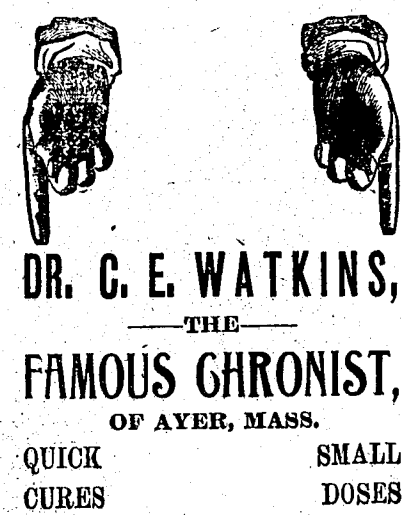 DR. C. E. WATKINS,
THE
FAMOUS CHRONIST,
OF AYER, MASS.
QUICK SMALL
CURES DOSES